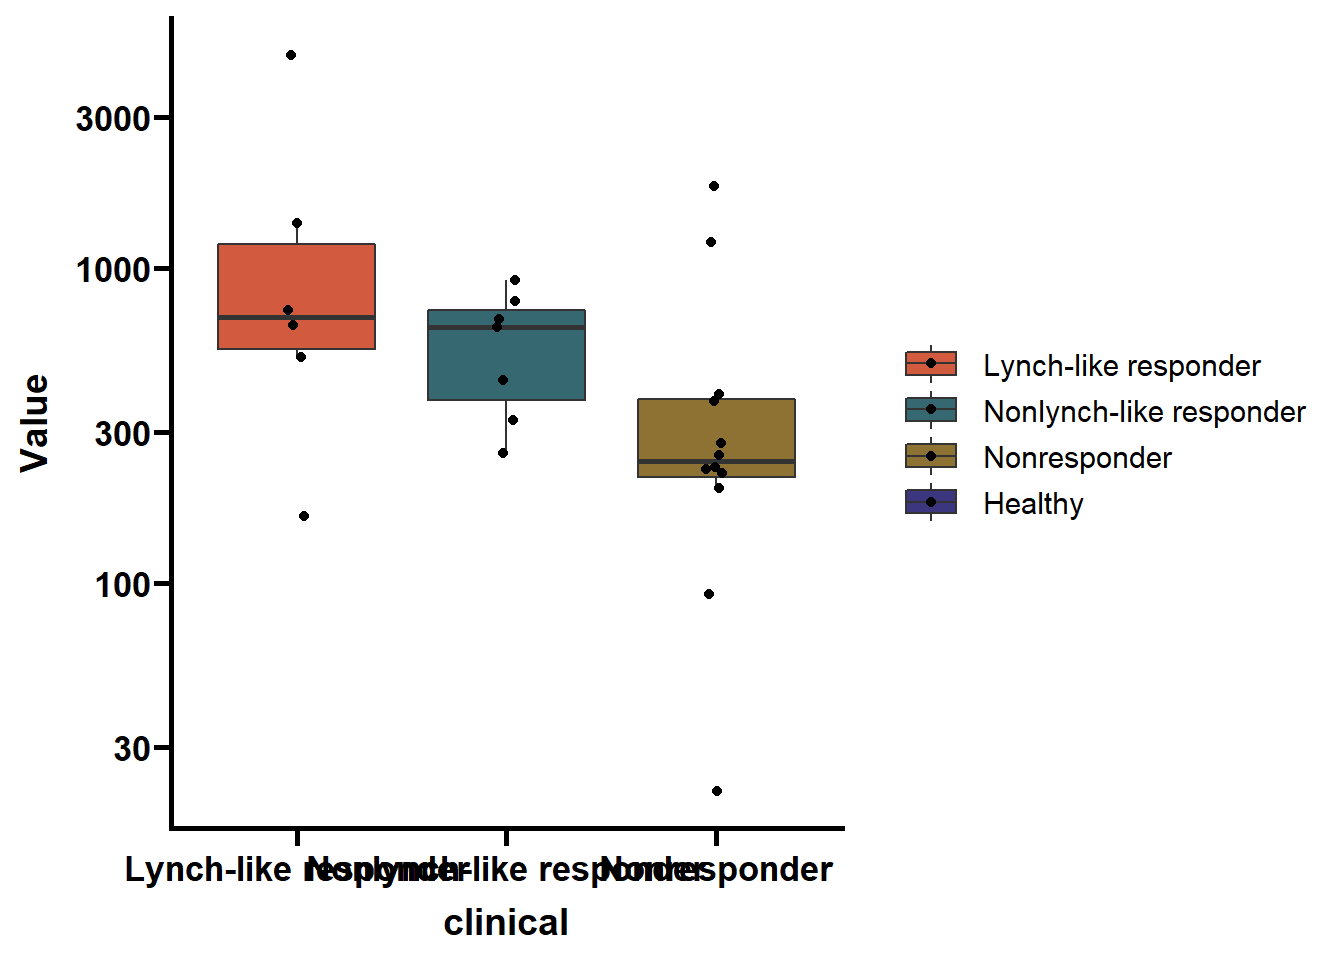 3000
1000
300
100
30
Value
Lynch-like responder Nonlynch-like responder Nonresponder
clinical
Lynch-like responder
Nonlynch-like responder
Nonresponder
Healthy